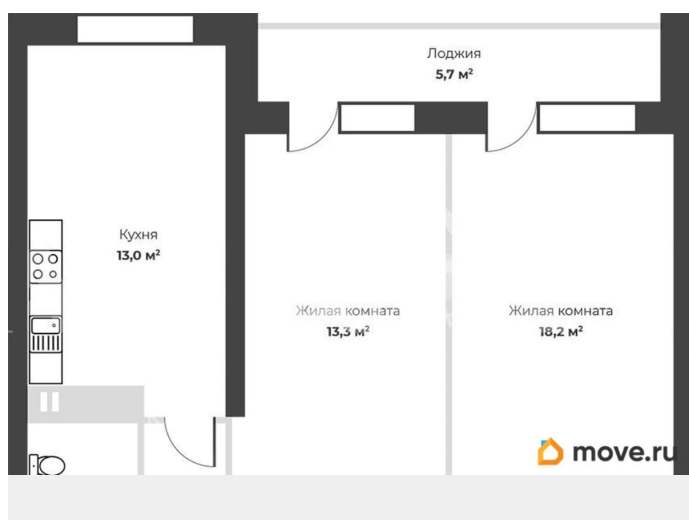 Лоджия
5,7 м²
Кухня
13,0 м²
Жилая комната
13,3 м²
Жилая комната
18,2 м²
move.ru